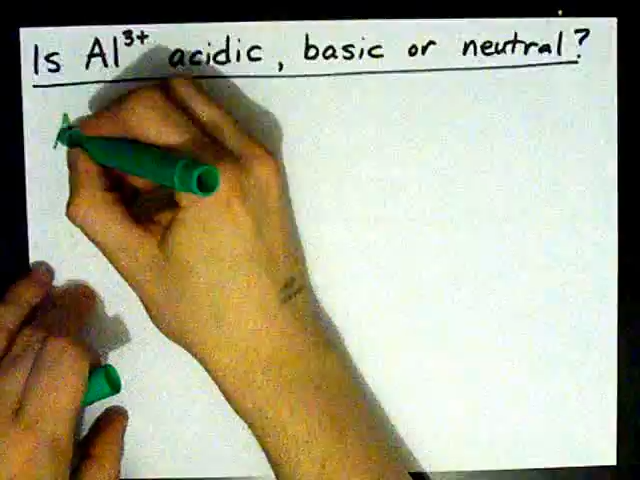 Is Al³⁺ acidic, basic or neutral?
A